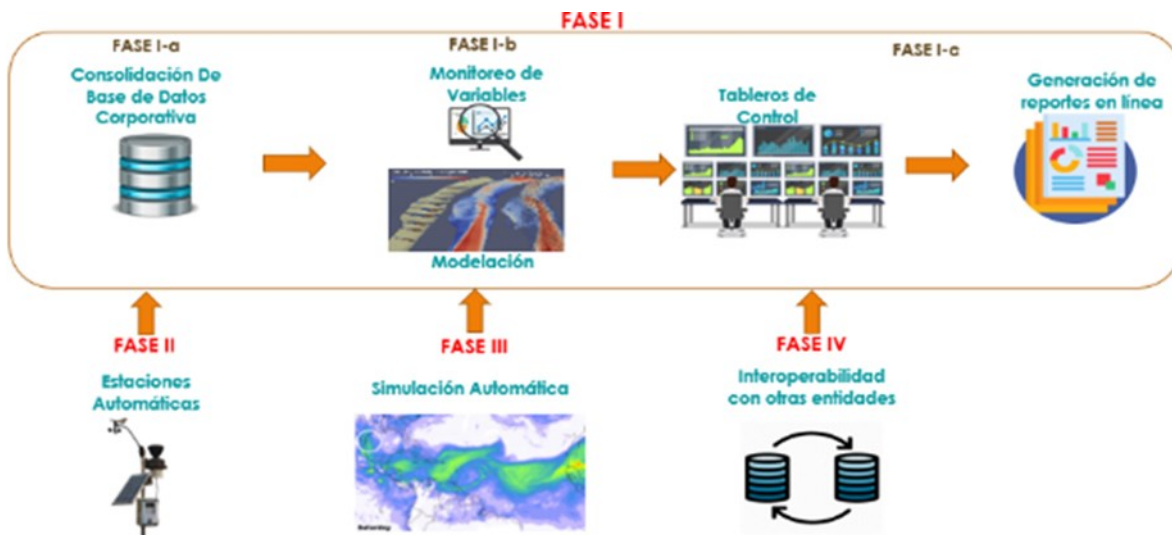 FASE I
FASE I-a
Consolidación De
Base de Datos
Corporativa
FASE I-b
Monitoreo de
Variables
Modelación
Tableros de
Control
FASE I-c
Generación de
reportes en línea
FASE II
Estaciones
Automáticas
FASE III
Simulación Automática
Saturday
FASE IV
Interoperabilidad
con otras entidades